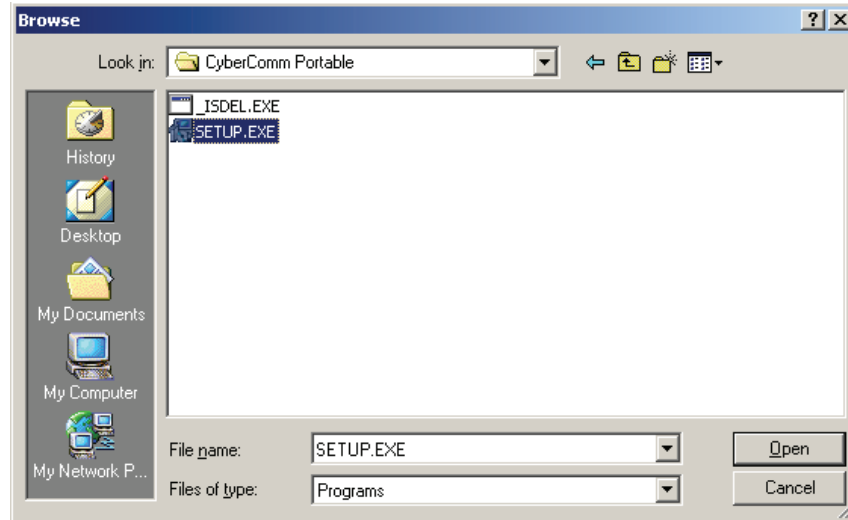 Browse
Look in: CyberComm Portable
_ISDEL.EXE
SETUP.EXE
History
Desktop
My Documents
My Computer
My Network P...
File name: SETUP.EXE Open
Files of type: Programs Cancel